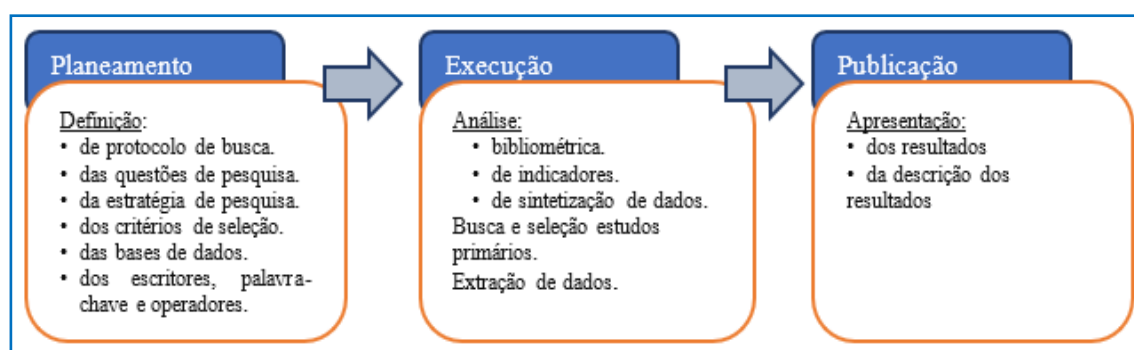 Planeamento
Definição:
• de protocolo de busca.
• das questões de pesquisa.
• da estratégia de pesquisa.
• dos critérios de seleção.
• das bases de dados.
• dos escritores, palavra-
chave e operadores.
Execução
Análise:
• bibliométrica.
• de indicadores.
• de sintetização de dados.
Busca e seleção estudos
primários.
Extração de dados.
Publicação
Apresentação:
• dos resultados
• da descrição dos
resultados